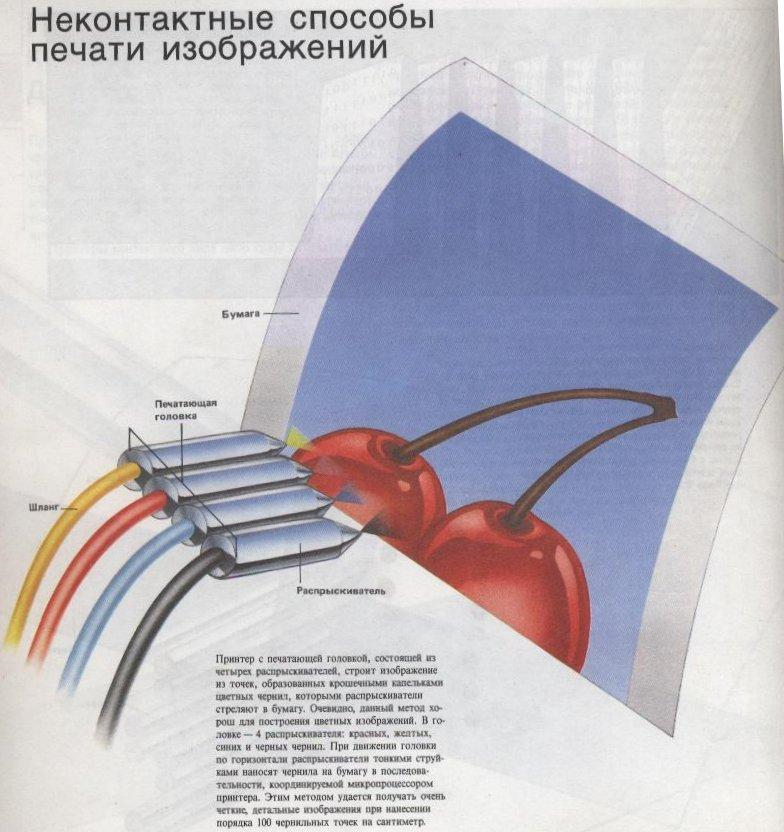 Неконтактные способы
печати изображений
Бумага
Печатающая
головка
Шланг
Распрыскиватель
Принтер с печатающей головкой, состоящей из
четырех распрыскивателей, строит изображение
из точек, образованных крошечными капельками
цветных чернил, которыми распрыскиватели
стреляют в бумагу. Очевидно, данный метод хо-
рош для построения цветных изображений. В го-
ловке — 4 распрыскивателя: красных, желтых,
синих и черных чернил. При движении головки
по горизонтали распрыскиватели тонкими струй-
ками наносят чернила на бумагу в последова-
тельности, координируемой микропроцессором
принтера. Этим методом удается получать очень
четкие, детальные изображения при нанесении
порядка 100 чернильных точек на сантиметр.